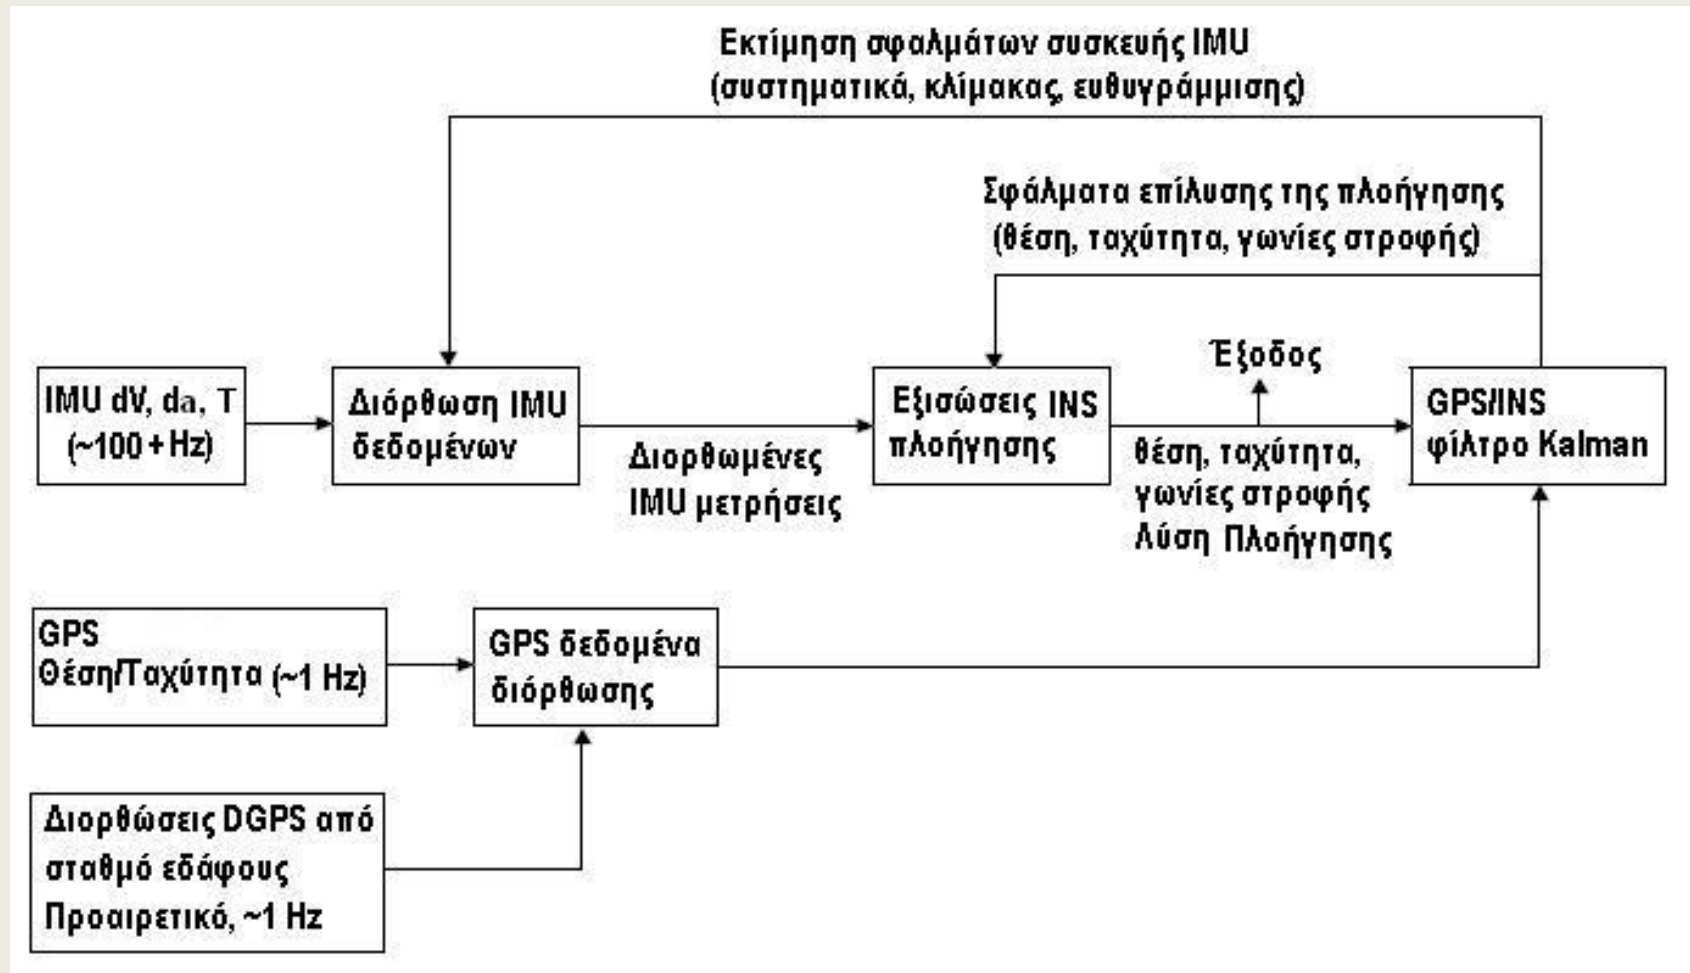 Εκτίμηση σφαλμάτων συσκευής IMU
(συστηματικά, κλίμακας, ευθυγράμμισης)
Σφάλματα επίλυσης της πλοήγησης
(θέση, ταχύτητα, γωνίες στροφής)
Έξοδος
IMU dV, da, T
(~100 + Hz)
Διόρθωση IMU
δεδομένων
Διορθωμένες
IMU μετρήσεις
Εξισώσεις INS
πλοήγησης
θέση, ταχύτητα,
γωνίες στροφής
Λύση Πλοήγησης
GPS/INS
φίλτρο Kalman
GPS
Θέση/Ταχύτητα (~1 Hz)
GPS δεδομένα
διόρθωσης
Διορθώσεις DGPS από
σταθμό εδάφους
Προαιρετικό, ~1 Hz